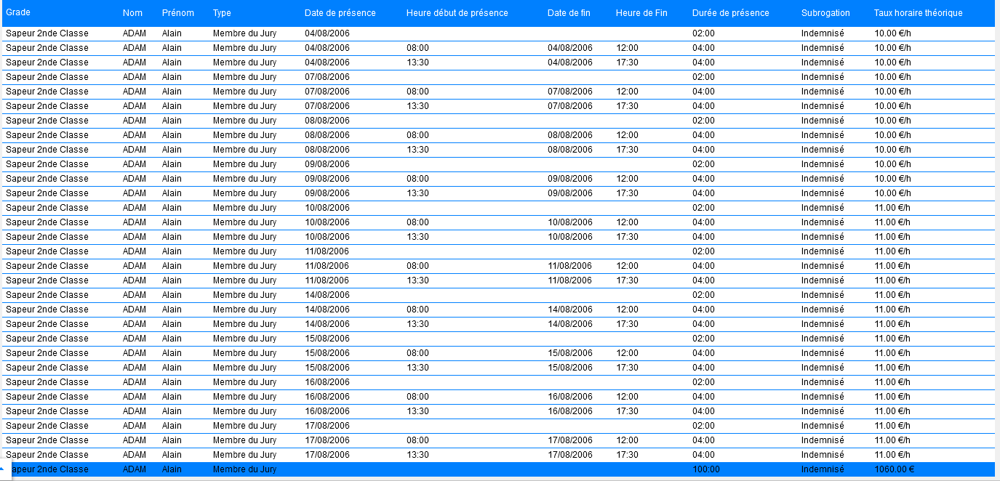 Grade Nom Prénom Type Date de présence Heure début de présence Date de fin Heure de Fin Durée de présence Subrogation Taux horaire théorique
Sapeur 2nde Classe ADAM Alain Membre du Jury 04/08/2006 02:00 Indemnisé 10.00 €/h
Sapeur 2nde Classe ADAM Alain Membre du Jury 04/08/2006 08:00 04/08/2006 12:00 04:00 Indemnisé 10.00 €/h
Sapeur 2nde Classe ADAM Alain Membre du Jury 04/08/2006 13:30 04/08/2006 17:30 04:00 Indemnisé 10.00 €/h
Sapeur 2nde Classe ADAM Alain Membre du Jury 07/08/2006 02:00 Indemnisé 10.00 €/h
Sapeur 2nde Classe ADAM Alain Membre du Jury 07/08/2006 08:00 07/08/2006 12:00 04:00 Indemnisé 10.00 €/h
Sapeur 2nde Classe ADAM Alain Membre du Jury 07/08/2006 13:30 07/08/2006 17:30 04:00 Indemnisé 10.00 €/h
Sapeur 2nde Classe ADAM Alain Membre du Jury 08/08/2006 02:00 Indemnisé 10.00 €/h
Sapeur 2nde Classe ADAM Alain Membre du Jury 08/08/2006 08:00 08/08/2006 12:00 04:00 Indemnisé 10.00 €/h
Sapeur 2nde Classe ADAM Alain Membre du Jury 08/08/2006 13:30 08/08/2006 17:30 04:00 Indemnisé 10.00 €/h
Sapeur 2nde Classe ADAM Alain Membre du Jury 09/08/2006 02:00 Indemnisé 10.00 €/h
Sapeur 2nde Classe ADAM Alain Membre du Jury 09/08/2006 08:00 09/08/2006 12:00 04:00 Indemnisé 10.00 €/h
Sapeur 2nde Classe ADAM Alain Membre du Jury 09/08/2006 13:30 09/08/2006 17:30 04:00 Indemnisé 10.00 €/h
Sapeur 2nde Classe ADAM Alain Membre du Jury 10/08/2006 02:00 Indemnisé 11.00 €/h
Sapeur 2nde Classe ADAM Alain Membre du Jury 10/08/2006 08:00 10/08/2006 12:00 04:00 Indemnisé 11.00 €/h
Sapeur 2nde Classe ADAM Alain Membre du Jury 10/08/2006 13:30 10/08/2006 17:30 04:00 Indemnisé 11.00 €/h
Sapeur 2nde Classe ADAM Alain Membre du Jury 11/08/2006 02:00 Indemnisé 11.00 €/h
Sapeur 2nde Classe ADAM Alain Membre du Jury 11/08/2006 08:00 11/08/2006 12:00 04:00 Indemnisé 11.00 €/h
Sapeur 2nde Classe ADAM Alain Membre du Jury 11/08/2006 13:30 11/08/2006 17:30 04:00 Indemnisé 11.00 €/h
Sapeur 2nde Classe ADAM Alain Membre du Jury 14/08/2006 02:00 Indemnisé 11.00 €/h
Sapeur 2nde Classe ADAM Alain Membre du Jury 14/08/2006 08:00 14/08/2006 12:00 04:00 Indemnisé 11.00 €/h
Sapeur 2nde Classe ADAM Alain Membre du Jury 14/08/2006 13:30 14/08/2006 17:30 04:00 Indemnisé 11.00 €/h
Sapeur 2nde Classe ADAM Alain Membre du Jury 15/08/2006 02:00 Indemnisé 11.00 €/h
Sapeur 2nde Classe ADAM Alain Membre du Jury 15/08/2006 08:00 15/08/2006 12:00 04:00 Indemnisé 11.00 €/h
Sapeur 2nde Classe ADAM Alain Membre du Jury 15/08/2006 13:30 15/08/2006 17:30 04:00 Indemnisé 11.00 €/h
Sapeur 2nde Classe ADAM Alain Membre du Jury 16/08/2006 02:00 Indemnisé 11.00 €/h
Sapeur 2nde Classe ADAM Alain Membre du Jury 16/08/2006 08:00 16/08/2006 12:00 04:00 Indemnisé 11.00 €/h
Sapeur 2nde Classe ADAM Alain Membre du Jury 16/08/2006 13:30 16/08/2006 17:30 04:00 Indemnisé 11.00 €/h
Sapeur 2nde Classe ADAM Alain Membre du Jury 17/08/2006 02:00 Indemnisé 11.00 €/h
Sapeur 2nde Classe ADAM Alain Membre du Jury 17/08/2006 08:00 17/08/2006 12:00 04:00 Indemnisé 11.00 €/h
Sapeur 2nde Classe ADAM Alain Membre du Jury 17/08/2006 13:30 17/08/2006 17:30 04:00 Indemnisé 11.00 €/h
apeur 2nde Classe ADAM Alain Membre du Jury 100:00 Indemnisé 1060.00 €